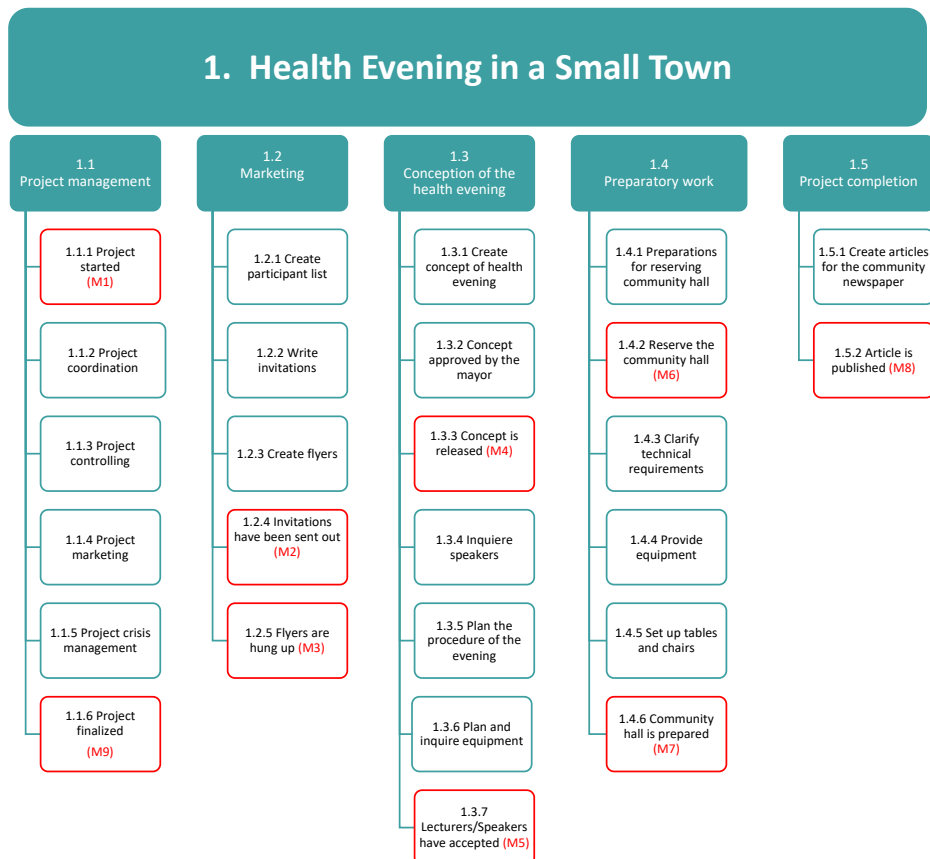 1. Health Evening in a Small Town
1.1
Project management
1.1.1 Project
started
(M1)
1.1.2 Project
coordination
1.1.3 Project
controlling
1.1.4 Project
marketing
1.1.5 Project crisis
management
1.1.6 Project
finalized
(M9)
1.2
Marketing
1.2.1 Create
participant list
1.2.2 Write
invitations
1.2.3 Create flyers
1.2.4 Invitations
have been sent out
(M2)
1.2.5 Flyers are
hung up (M3)
1.3
Conception of the
health evening
1.3.1 Create
concept of health
evening
1.3.2 Concept
approved by the
mayor
1.3.3 Concept is
released (M4)
1.3.4 Inquiere
speakers
1.3.5 Plan the
procedure of the
evening
1.3.6 Plan and
inquire equipment
1.3.7
Lecturers/Speakers
have accepted (M5)
1.4
Preparatory work
1.4.1 Preparations
for reserving
community hall
1.4.2 Reserve the
community hall
(M6)
1.4.3 Clarify
technical
requirements
1.4.4 Provide
equipment
1.4.5 Set up tables
and chairs
1.4.6 Community
hall is prepared
(M7)
1.5
Project completion
1.5.1 Create articles
for the community
newspaper
1.5.2 Article is
published (M8)